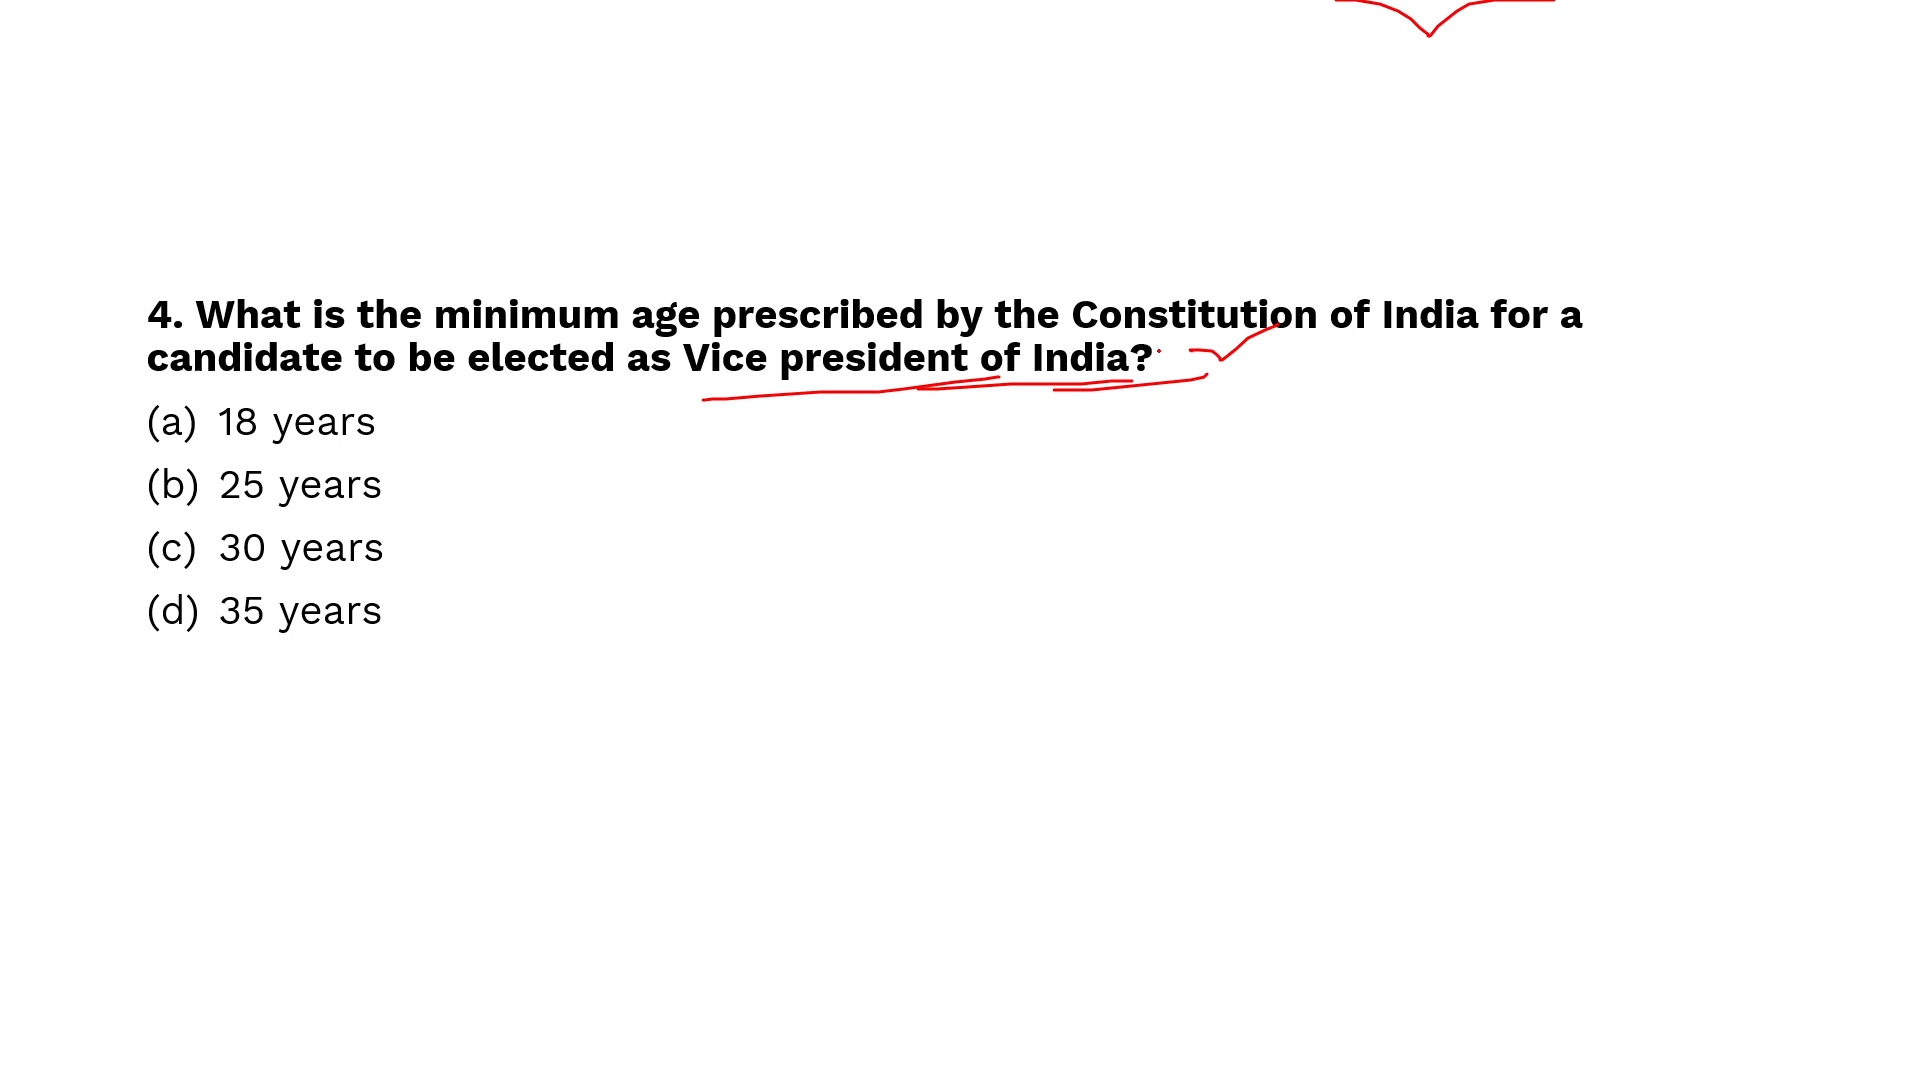 4. What is the minimum age prescribed by the Constitution of India for a
candidate to be elected as Vice president of India?
(a) 18 years
(b) 25 years
(c) 30 years
(d) 35 years